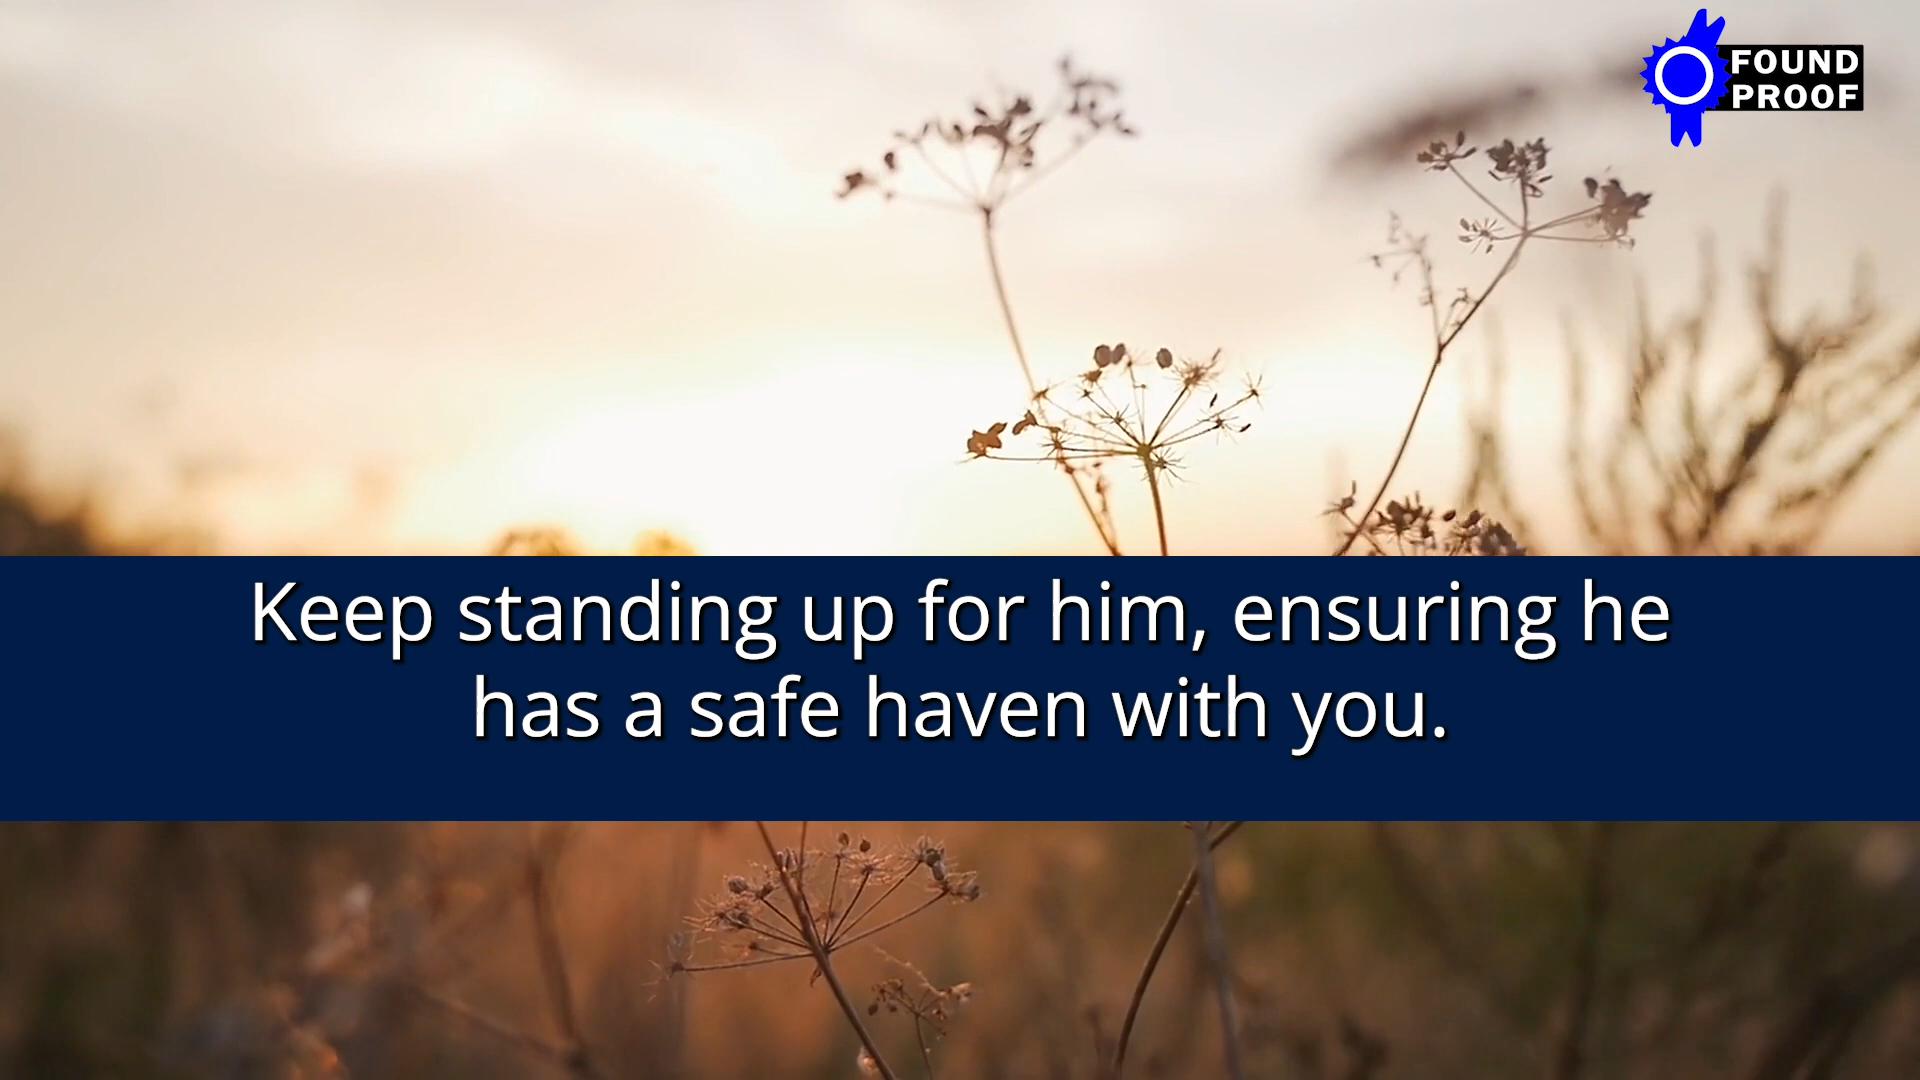 FOUND
PROOF
Keep standing up for him, ensuring he
has a safe haven with you.